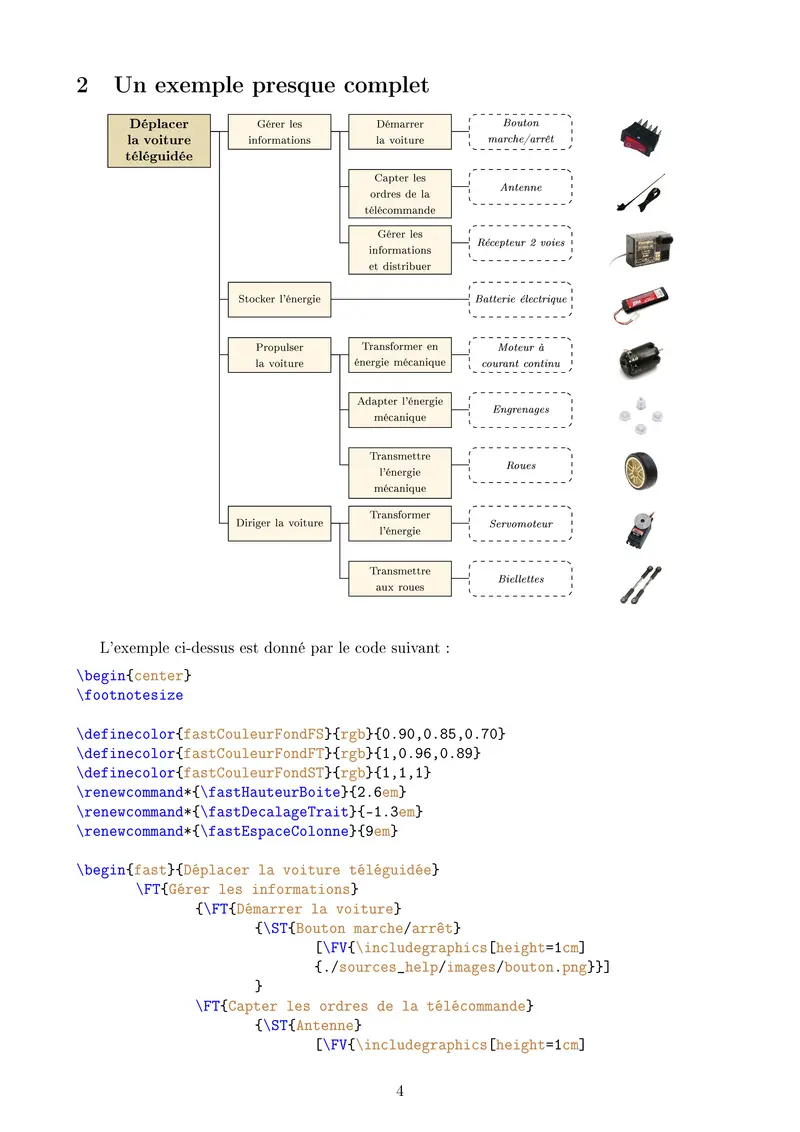 2 Un exemple presque complet
Déplacer
la voiture
téléguidée
Gérer les
informations
Démarrer
la voiture
Bouton
marche/arrêt
Capter les
ordres de la
télécommande
Antenne
Gérer les
informations
et distribuer
Récepteur 2 voies
Stocker l'énergie
Batterie électrique
Propulser
la voiture
Transformer en
énergie mécanique
Moteur à
courant continu
Adapter l'énergie
mécanique
Engrenages
Transmettre
l'énergie
mécanique
Roues
Diriger la voiture
Transformer
l'énergie
Servomoteur
Transmettre
aux roues
Biellettes
L'exemple ci-dessus est donné par le code suivant :
\begin{center}
\footnotesize
\definecolor{fastCouleurFondFS}{rgb}{0.90,0.85,0.70}
\definecolor{fastCouleurFondFT}{rgb}{1,0.96,0.89}
\definecolor{fastCouleurFondST}{rgb}{1,1,1}
\renewcommand*{\fastHauteurBoite}{2.6em}
\renewcommand*{\fastDecalageTrait}{-1.3em}
\renewcommand*{\fastEspaceColonne}{9em}
\begin{fast}{Déplacer la voiture téléguidée}
\FT{Gérer les informations}
{\FT{Démarrer la voiture}
{\ST{Bouton marche/arrêt}
[\FV{\includegraphics[height=1cm]
{./sources_help/images/bouton.png}}]
}
\FT{Capter les ordres de la télécommande}
{\ST{Antenne}
[\FV{\includegraphics[height=1cm]
4